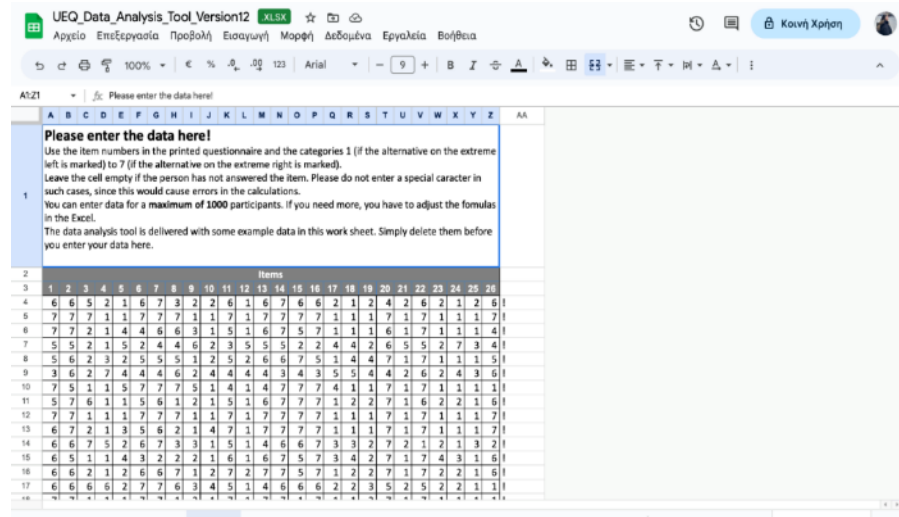 UEQ_Data_Analysis_Tool_Version12 .XLSX
Αρχείο Επεξεργασία Προβολή Εισαγωγή Μορφή Δεδομένα Εργαλεία Βοήθεια
Κοινή Χρήση
100% € % .0 .00 123 Arial 9 B I A
A1:Z1 fx Please enter the data here!
A B C D E F G H I J K L M N O P Q R S T U V W X Y Z AA
1
Please enter the data here!
Use the item numbers in the printed questionnaire and the categories 1 (if the alternative on the extreme
left is marked) to 7 (if the alternative on the extreme right is marked).
Leave the cell empty if the person has not answered the item. Please do not enter a special caracter in
such cases, since this would cause errors in the calculations.
You can enter data for a maximum of 1000 participants. If you need more, you have to adjust the fomulas
in the Excel.
The data analysis tool is delivered with some example data in this work sheet. Simply delete them before
you enter your data here.
2 Items
3 1 2 3 4 5 6 7 8 9 10 11 12 13 14 15 16 17 18 19 20 21 22 23 24 25 26
4 6 6 5 2 1 6 7 3 2 2 6 1 6 7 6 6 2 1 2 4 2 6 2 1 2 6 !
5 7 7 7 1 1 7 7 7 1 1 7 1 7 7 7 7 1 1 1 7 1 7 1 1 1 7 !
6 7 7 2 1 4 4 6 6 3 1 5 1 6 7 5 7 1 1 1 6 1 7 1 1 1 4 !
7 5 5 2 1 5 2 4 4 6 2 3 5 5 5 2 2 4 4 2 6 5 5 2 7 3 4 !
8 5 6 2 3 2 5 5 5 1 2 5 2 6 6 7 5 1 4 4 7 1 7 1 1 1 5 !
9 3 6 2 7 4 4 4 6 2 4 4 4 4 3 4 3 5 5 4 4 2 6 2 4 3 6 !
10 7 5 1 1 5 7 7 7 5 1 4 1 4 7 7 7 4 1 1 7 1 7 1 1 1 1 !
11 5 7 6 1 1 5 6 1 2 1 5 1 6 7 7 7 1 2 2 7 1 6 2 2 1 6 !
12 7 7 1 1 1 7 7 7 1 1 7 1 7 7 7 7 1 1 1 7 1 7 1 1 1 7 !
13 6 7 2 1 3 5 6 2 1 4 7 1 7 7 7 7 1 1 1 7 1 7 1 1 1 7 !
14 6 6 7 5 2 6 7 3 3 1 5 1 4 6 6 7 3 3 2 7 2 1 2 1 3 2 !
15 6 5 1 1 4 3 2 2 2 1 6 1 6 7 5 7 3 4 2 7 1 7 4 3 1 6 !
16 6 6 2 1 2 6 6 7 1 2 7 2 7 7 5 7 1 2 2 7 1 7 2 2 1 6 !
17 6 6 6 6 2 7 7 6 3 4 5 1 4 6 6 6 2 2 3 5 2 5 2 2 1 1 !